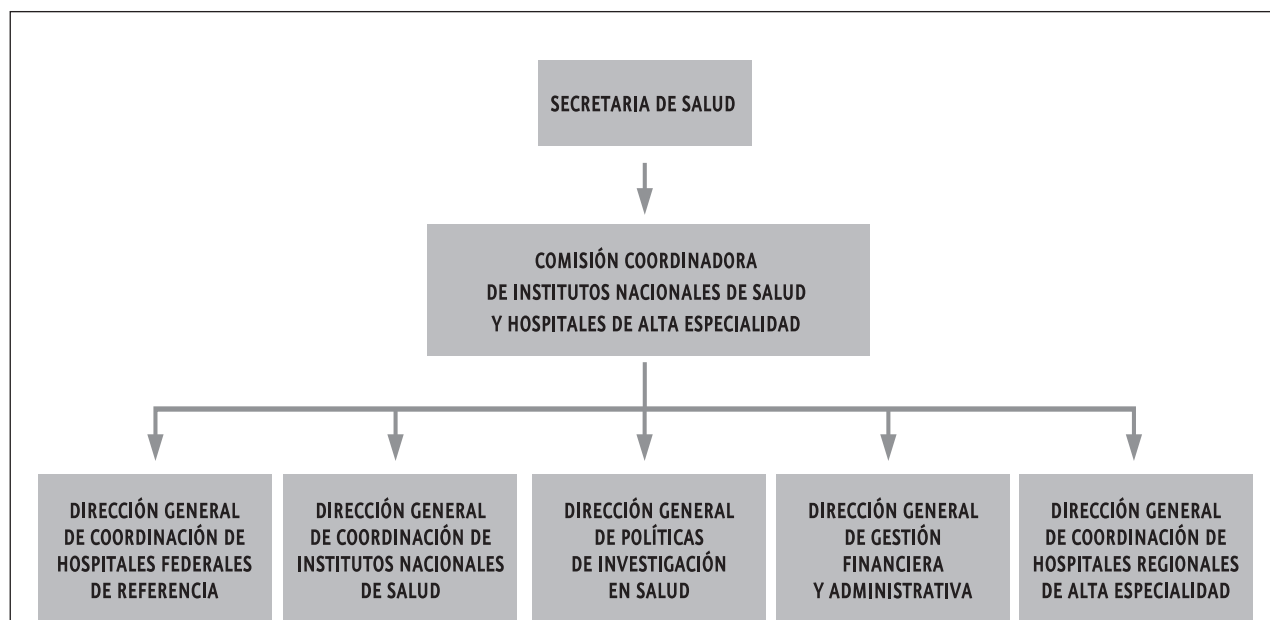 SECRETARIA DE SALUD
COMISIÓN COORDINADORA
DE INSTITUTOS NACIONALES DE SALUD
Y HOSPITALES DE ALTA ESPECIALIDAD
DIRECCIÓN GENERAL
DE COORDINACIÓN DE
HOSPITALES FEDERALES
DE REFERENCIA
DIRECCIÓN GENERAL
DE COORDINACIÓN DE
INSTITUTOS NACIONALES
DE SALUD
DIRECCIÓN GENERAL
DE POLÍTICAS
DE INVESTIGACIÓN
EN SALUD
DIRECCIÓN GENERAL
DE GESTIÓN
FINANCIERA
Y ADMINISTRATIVA
DIRECCIÓN GENERAL
DE COORDINACIÓN DE
HOSPITALES REGIONALES
DE ALTA ESPECIALIDAD